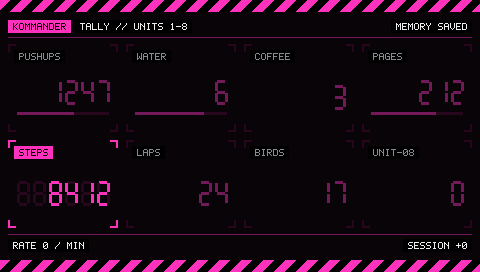 KOMMANDER TALLY // UNITS 1-8 MEMORY SAVED
PUSHUPS WATER COFFEE PAGES
1247 6 3 212
STEPS LAPS BIRDS UNIT-08
8412 24 17 0
RATE 0 / MIN SESSION +0